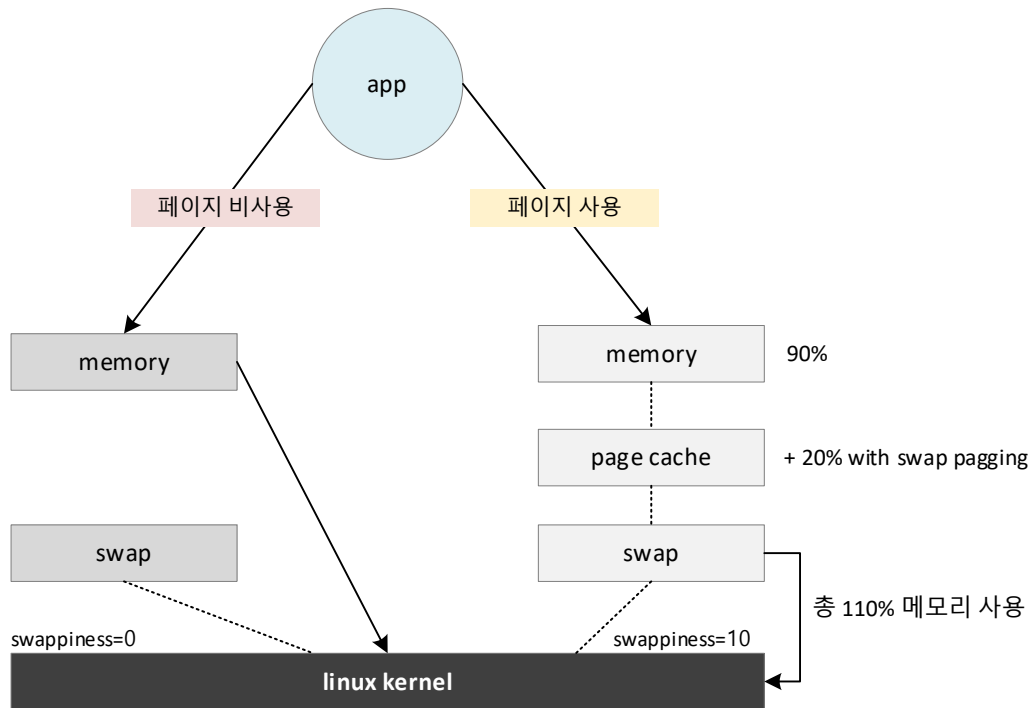 app
페이지 비사용
페이지 사용
memory
memory
90%
page cache
+ 20% with swap pagging
swap
swap
총 110% 메모리 사용
swappiness=0
swappiness=10
linux kernel